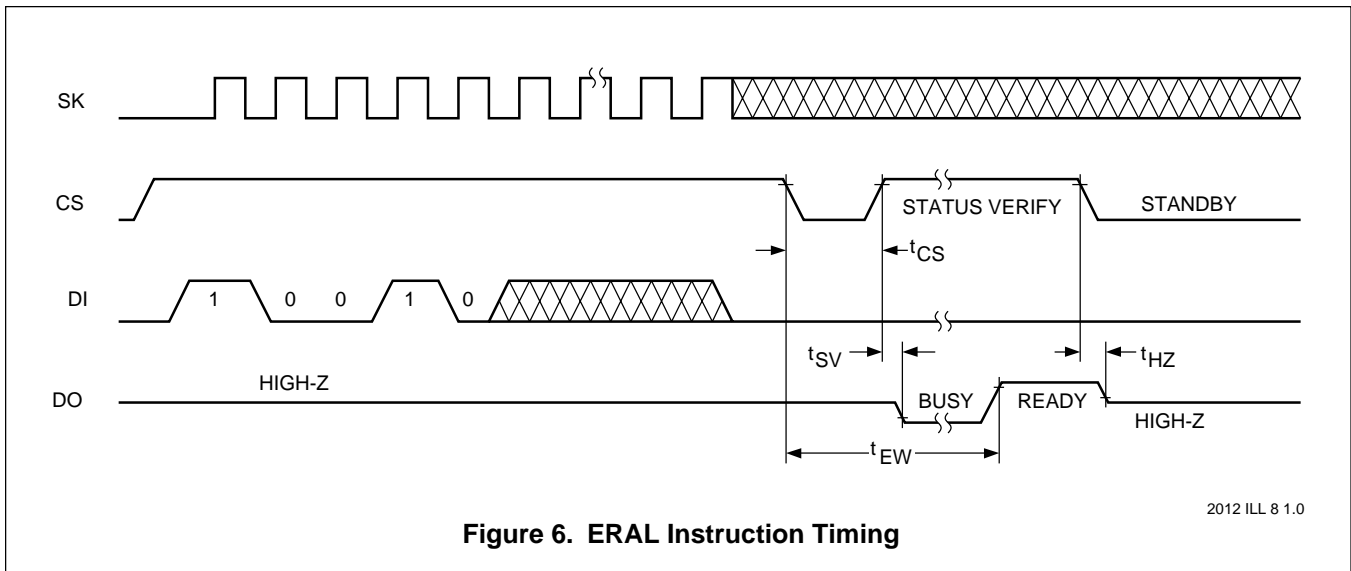 SK
CS
STATUS VERIFY
STANDBY
tCS
DI
1 0 0 1 0
tSV
tHZ
DO
HIGH-Z
BUSY
READY
HIGH-Z
tEW
2012 ILL 8 1.0
Figure 6. ERAL Instruction Timing